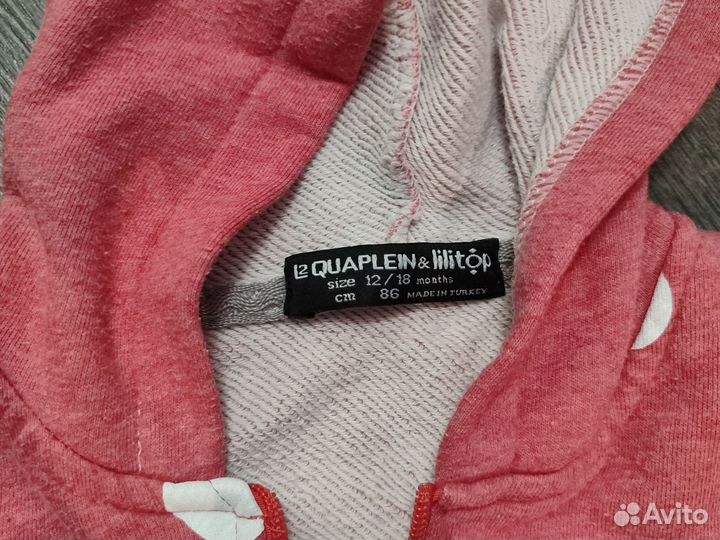 L2 QUAPLEIN & lilitop
size 12/18 months
cm 86 MADE IN TURKEY
Avito